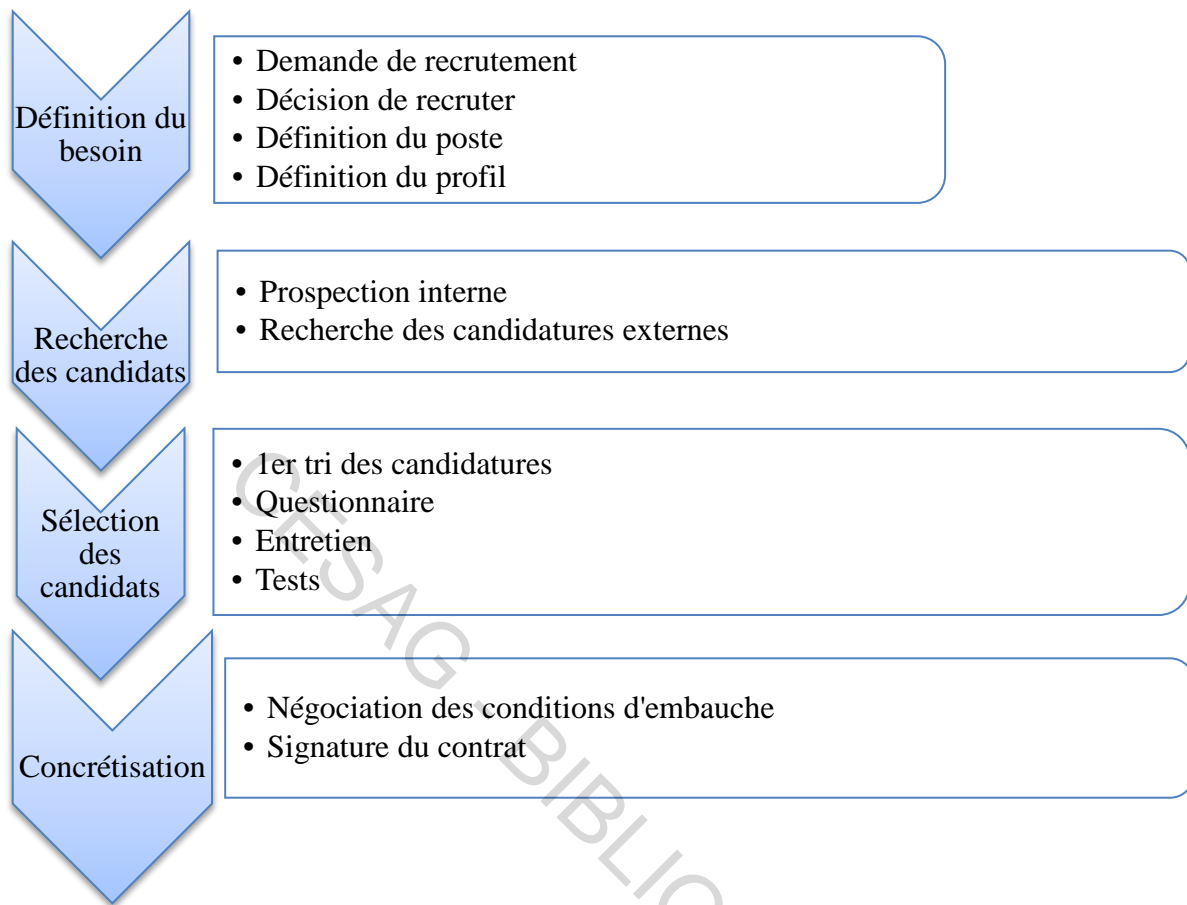 Définition du
besoin
• Demande de recrutement
• Décision de recruter
• Définition du poste
• Définition du profil
Recherche
des candidats
• Prospection interne
• Recherche des candidatures externes
Sélection
des
candidats
• 1er tri des candidatures
• Questionnaire
• Entretien
• Tests
Concrétisation
• Négociation des conditions d'embauche
• Signature du contrat
CESAG - BIBLIO